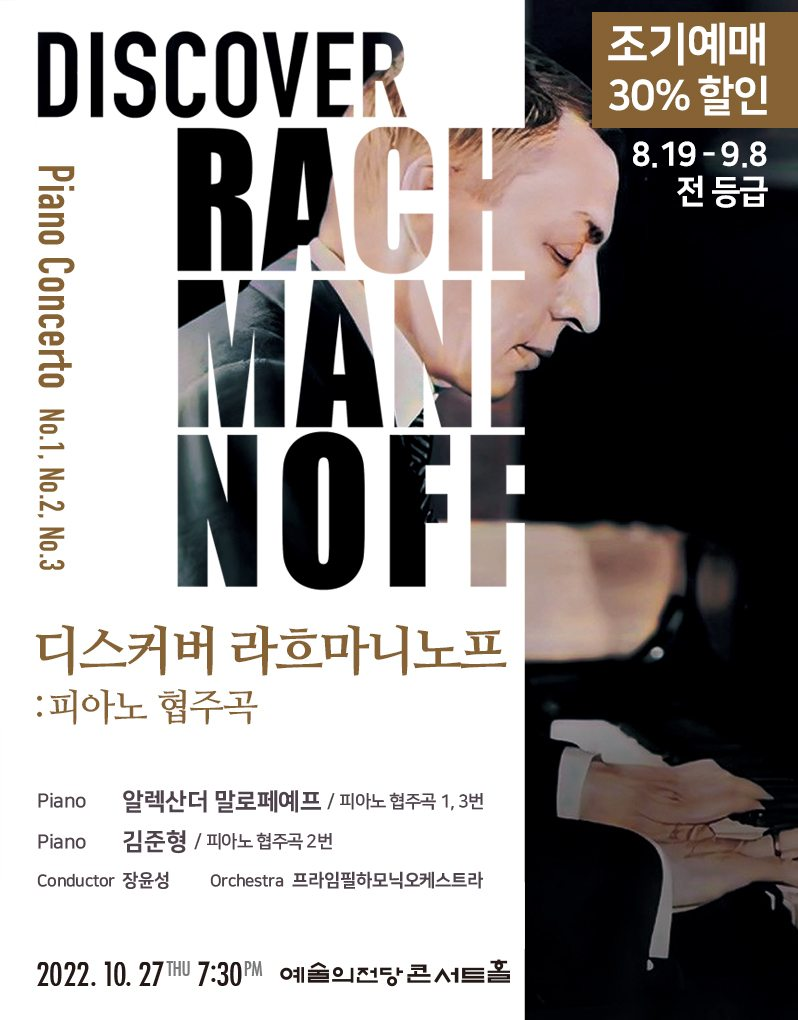 DISCOVER
RACH
MANI
NOFF
조기예매
30% 할인
8.19 - 9.8
전 등급
Piano Concerto No.1, No.2, No.3
디스커버 라흐마니노프
: 피아노 협주곡
Piano 알렉산더 말로페예프 / 피아노 협주곡 1, 3번
Piano 김준형 / 피아노 협주곡 2번
Conductor 장윤성 Orchestra 프라임필하모닉오케스트라
2022. 10. 27 THU 7:30 PM 예술의전당 콘서트홀